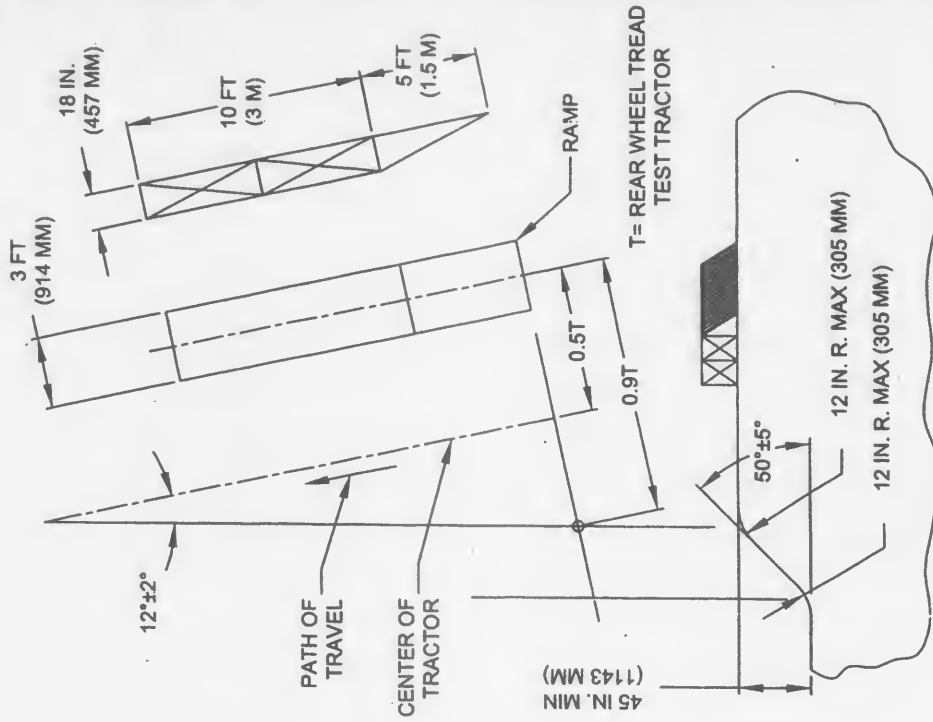 18 IN.
(457 MM)
10 FT
(3 M)
5 FT
(1.5 M)
3 FT
(914 MM)
RAMP
T= REAR WHEEL TREAD
TEST TRACTOR
0.5T
0.9T
12°±2°
PATH OF
TRAVEL
CENTER OF
TRACTOR
45 IN. MIN
(1143 MM)
50°±5°
12 IN. R. MAX (305 MM)
12 IN. R. MAX (305 MM)